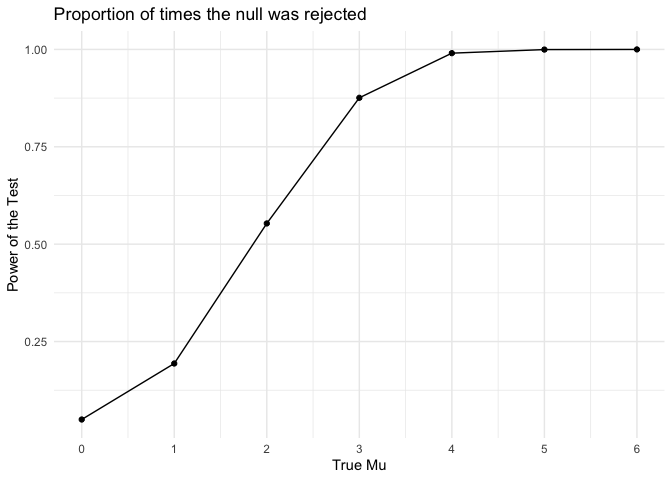 Proportion of times the null was rejected
Power of the Test
1.00
0.75
0.50
0.25
0 1 2 3 4 5 6
True Mu